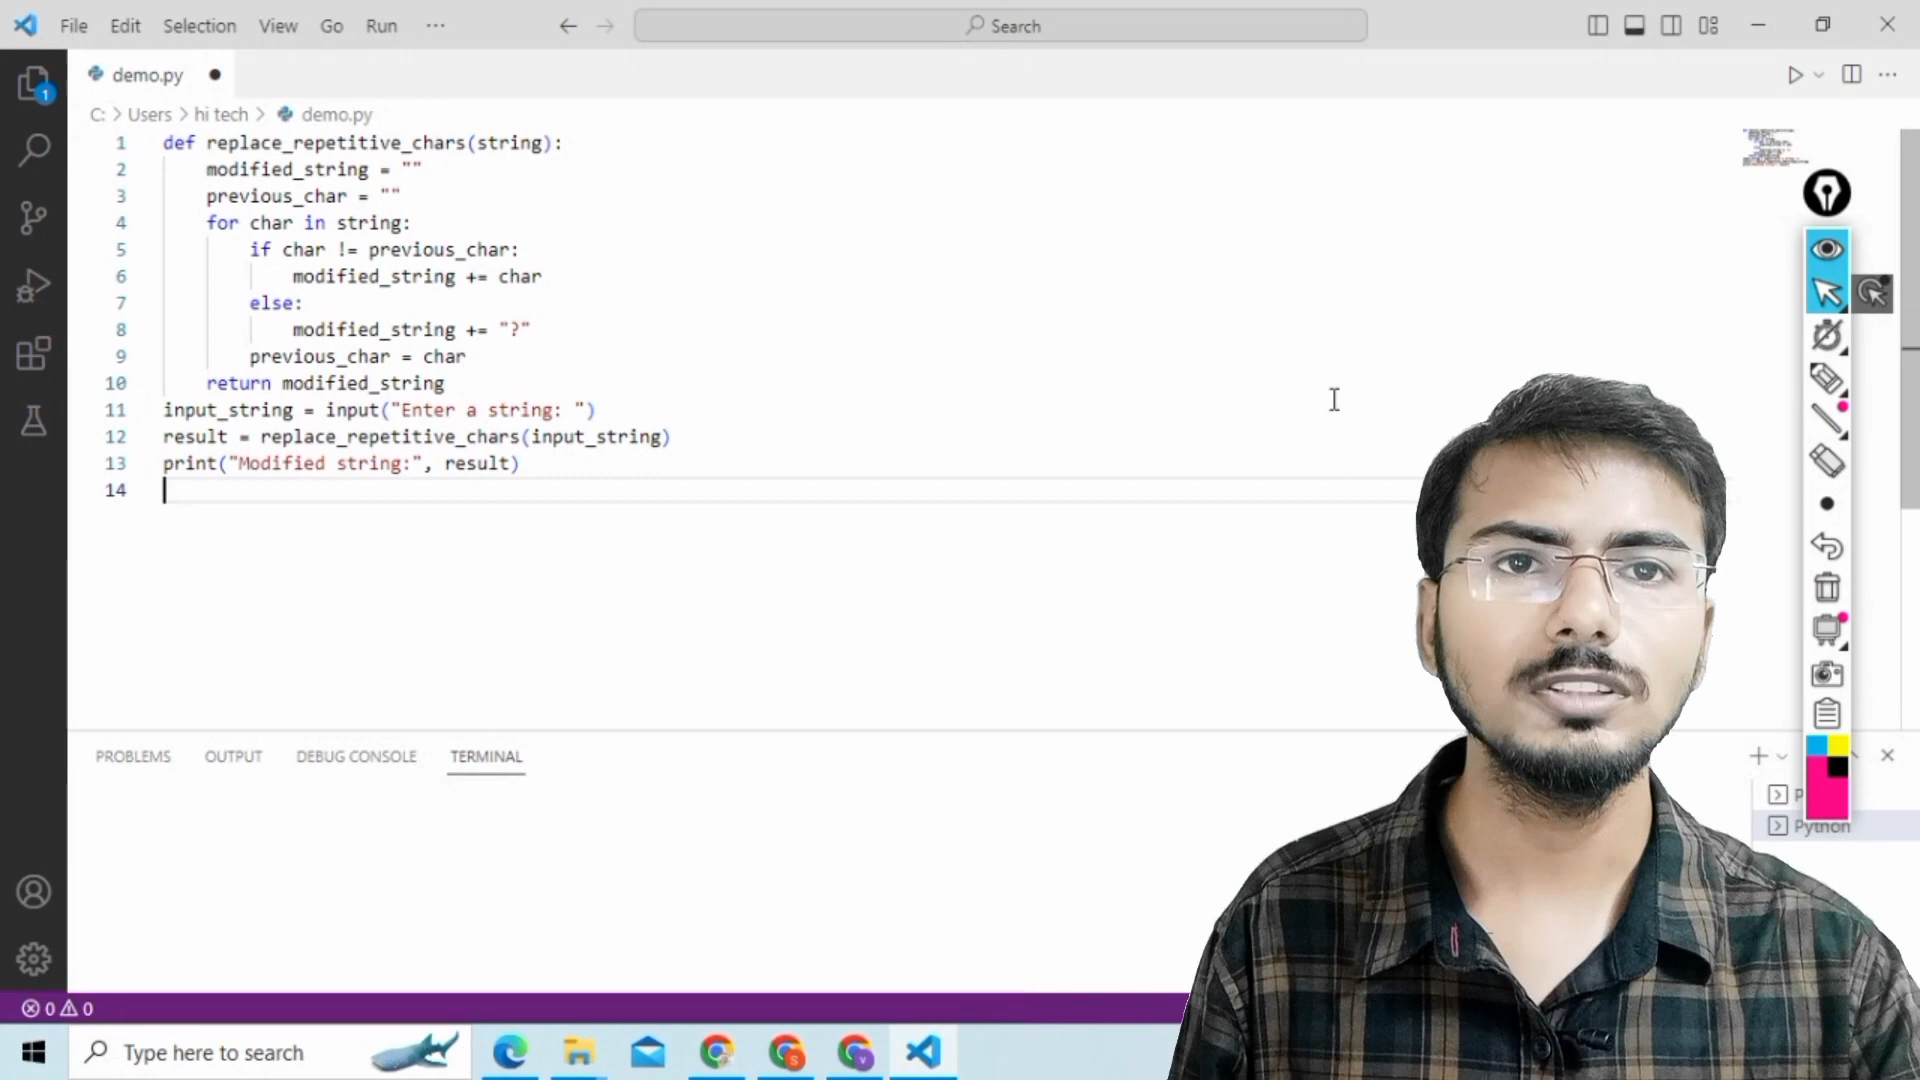 File Edit Selection View Go Run ···
Search
demo.py
C: > Users > hi tech > demo.py
1 def replace_repetitive_chars(string):
2 modified_string = ""
3 previous_char = ""
4 for char in string:
5 if char != previous_char:
6 modified_string += char
7 else:
8 modified_string += "?"
9 previous_char = char
10 return modified_string
11 input_string = input("Enter a string: ")
12 result = replace_repetitive_chars(input_string)
13 print("Modified string:", result)
14
1
PROBLEMS OUTPUT DEBUG CONSOLE TERMINAL
Python
0 0
Type here to search
S
V